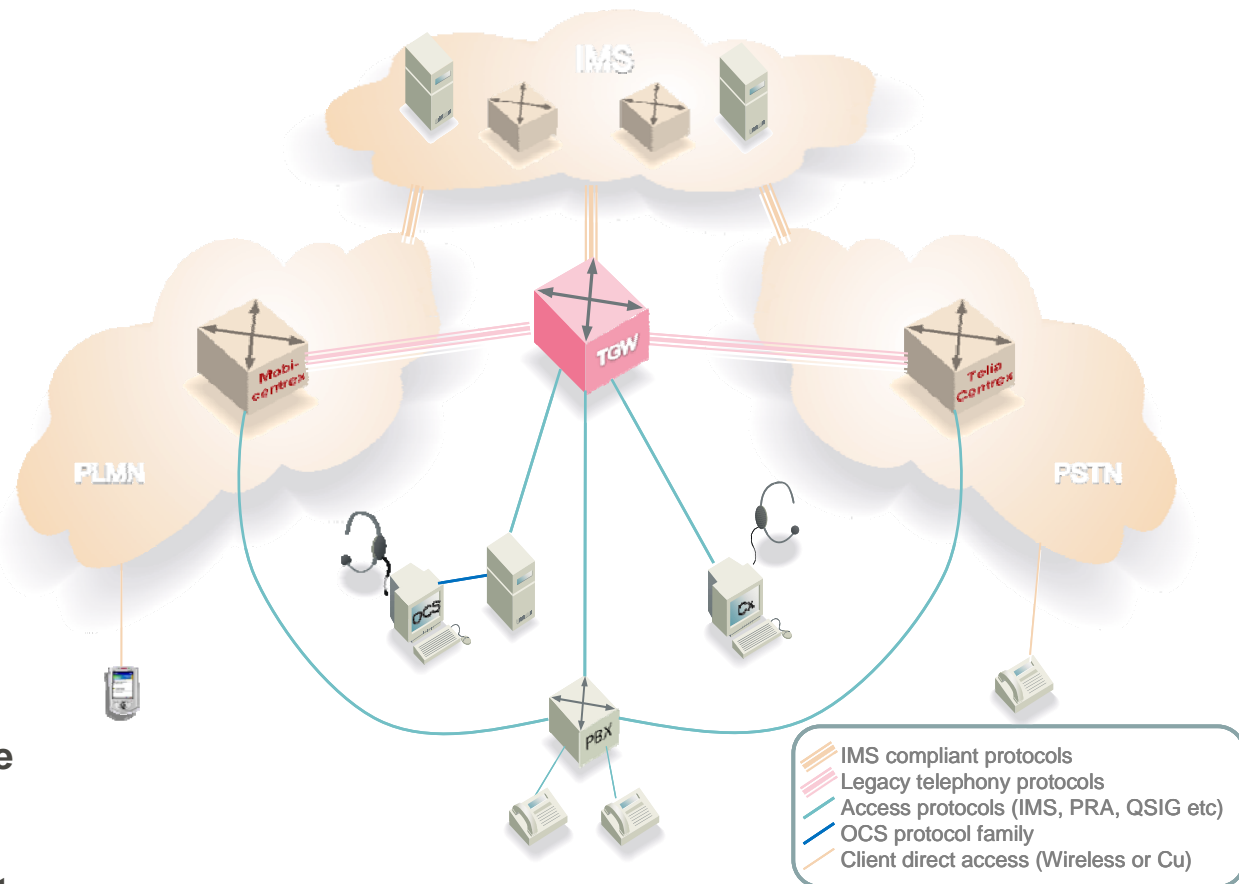 IMS
TGW
Mobi-
centrex
Telia
Centrex
PLMN
PSTN
OCS
Cx
PBX
e
IMS compliant protocols
Legacy telephony protocols
Access protocols (IMS, PRA, QSIG etc)
OCS protocol family
Client direct access (Wireless or Cu)